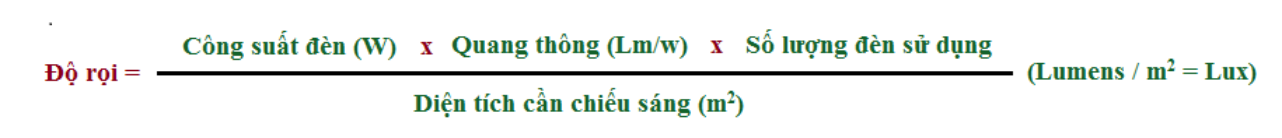 Công suất đèn (W) x Quang thông (Lm/w) x Số lượng đèn sử dụng
Độ rọi = (Lumens / m² = Lux)
Diện tích cần chiếu sáng (m²)